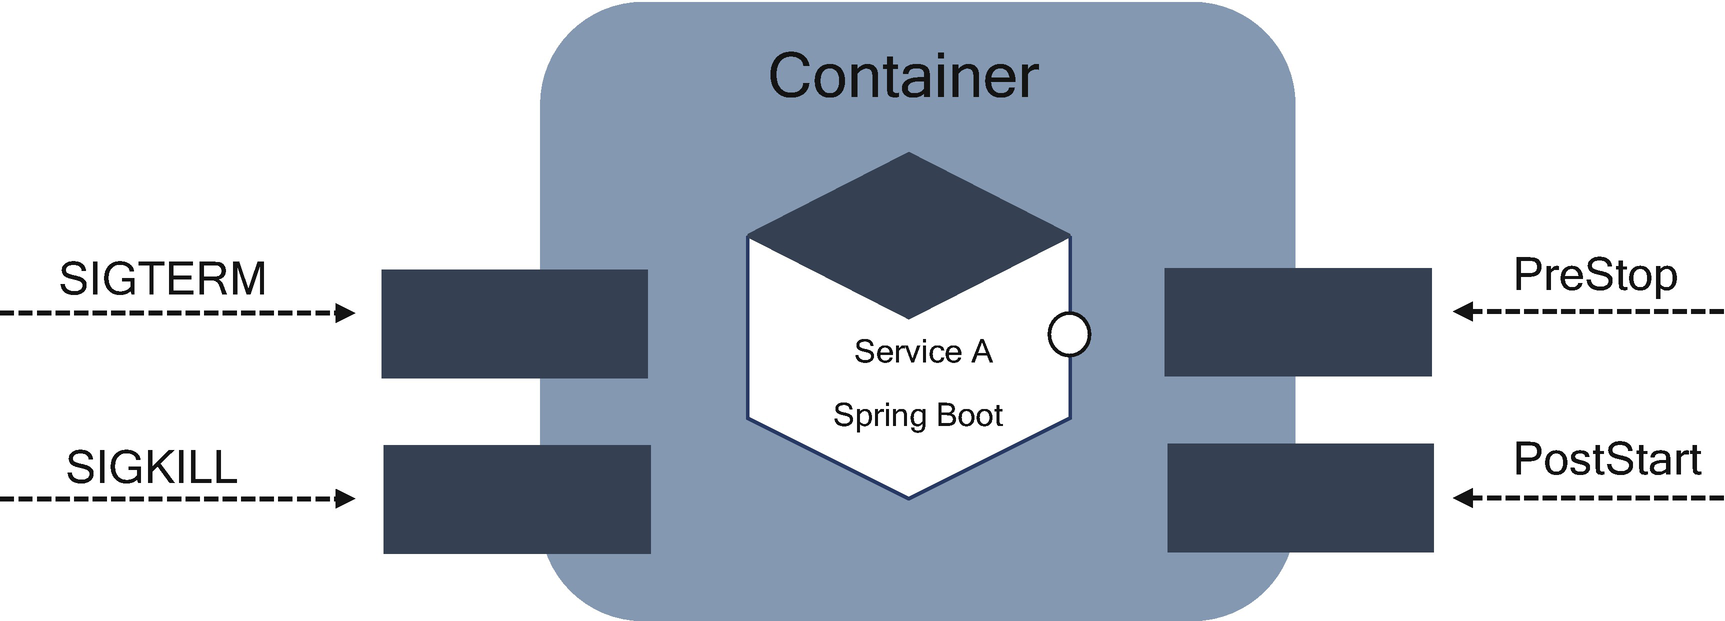 Container
SIGTERM
SIGKILL
Service A
Spring Boot
PreStop
PostStart